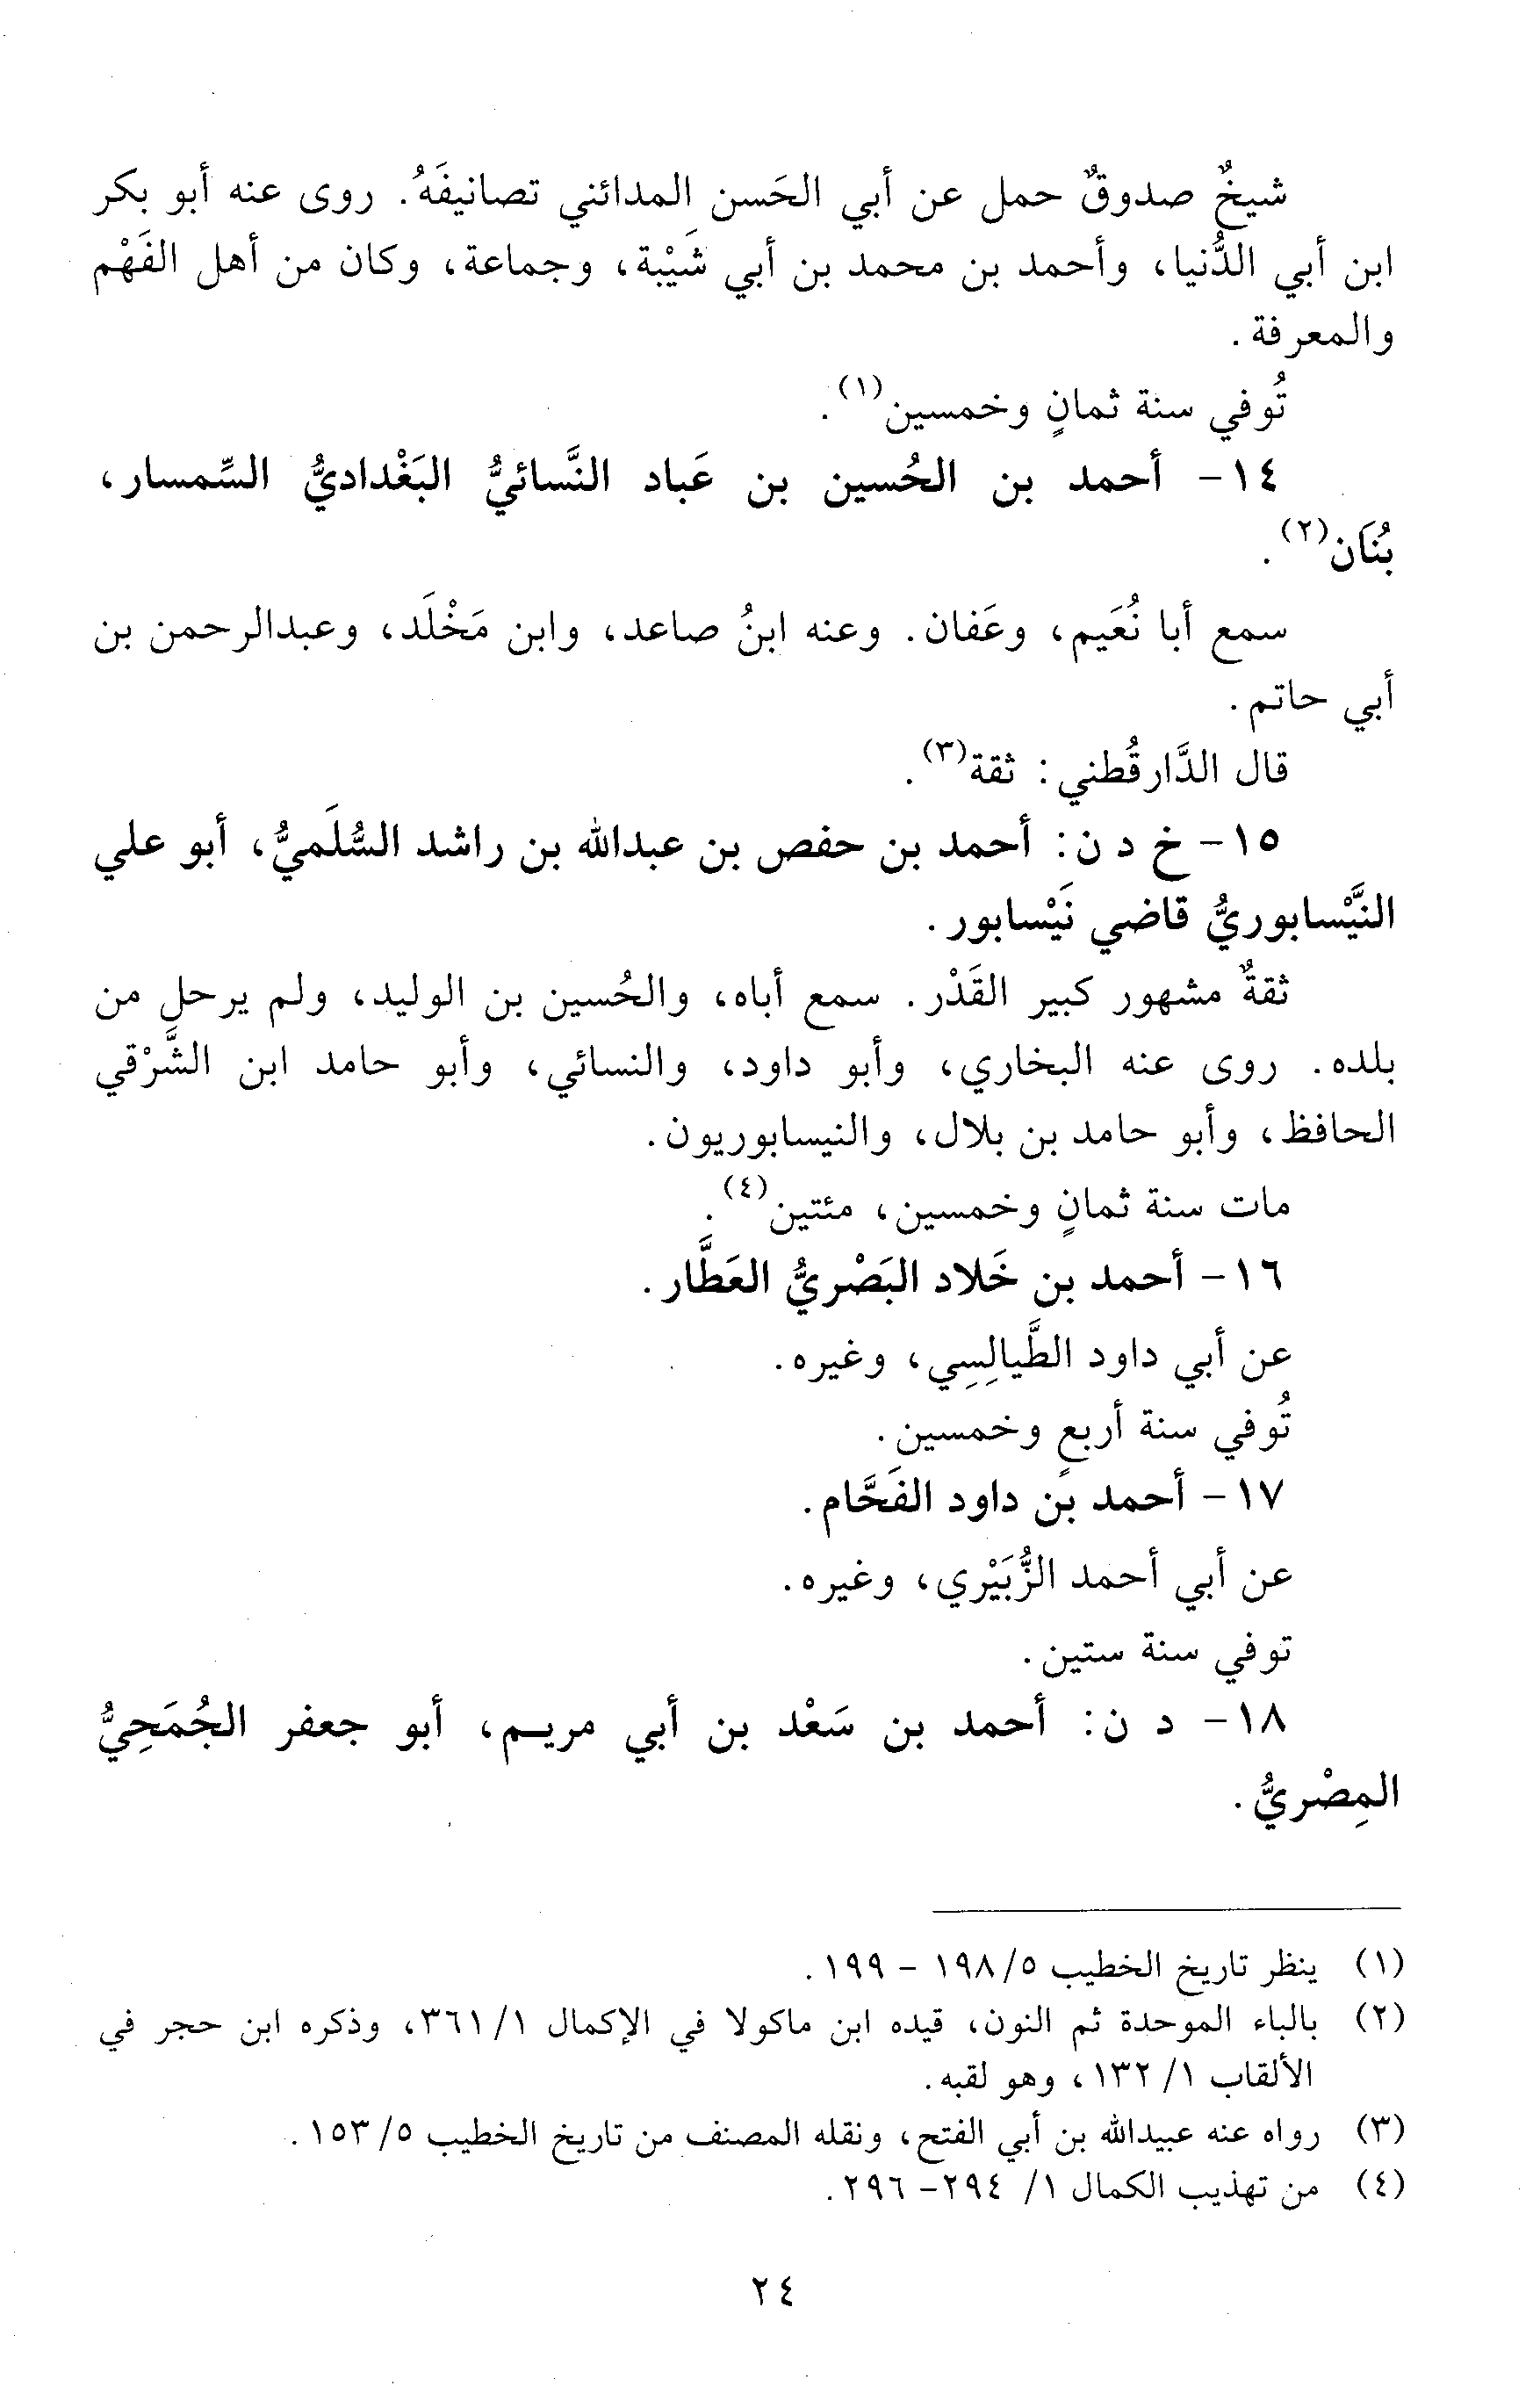 شيخٌ صدوقٌ حمل عن أبي الحَسن المدائني تصانيفَهُ. روى عنه أبو بكر
ابن أبي الدُّنيا، وأحمد بن محمد بن أبي شَيْبة، وجماعة، وكان من أهل الفَهْم
والمعرفة.
تُوفي سنة ثمانٍ وخمسين(١).
١٤- أحمد بن الحُسين بن عَباد النَّسائيُّ البَغْداديُّ السِّمسار،
بُنَان(٢).
سمع أبا نُعَيم، وعَفان. وعنه ابنُ صاعد، وابن مَخْلَد، وعبدالرحمن بن
أبي حاتم.
قال الدَّارقُطني: ثقة(٣).
١٥- خ د ن: أحمد بن حفص بن عبدالله بن راشد السُّلَميُّ، أبو علي
النَّيْسابوريُّ قاضي نَيْسابور.
ثقةٌ مشهور كبير القَدْر. سمع أباه، والحُسين بن الوليد، ولم يرحل من
بلده. روى عنه البخاري، وأبو داود، والنسائي، وأبو حامد ابن الشَّرْقي
الحافظ، وأبو حامد بن بلال، والنيسابوريون.
مات سنة ثمانٍ وخمسين، مئتين(٤).
١٦- أحمد بن خَلاد البَصْريُّ العَطَّار.
عن أبي داود الطَّيالِسِي، وغيره.
تُوفي سنة أربعٍ وخمسين.
١٧- أحمد بن داود الفَحَّام.
عن أبي أحمد الزُّبَيْري، وغيره.
توفي سنة ستين.
١٨- د ن: أحمد بن سَعْد بن أبي مريم، أبو جعفر الجُمَحِيُّ
المِصْريُّ.
(١) ينظر تاريخ الخطيب ٥/ ١٩٨ - ١٩٩.
(٢) بالباء الموحدة ثم النون، قيده ابن ماكولا في الإكمال ١/ ٣٦١، وذكره ابن حجر في
الألقاب ١/ ١٣٢، وهو لقبه.
(٣) رواه عنه عبيدالله بن أبي الفتح، ونقله المصنف من تاريخ الخطيب ٥/ ١٥٣.
(٤) من تهذيب الكمال ١/ ٢٩٤- ٢٩٦.
٢٤